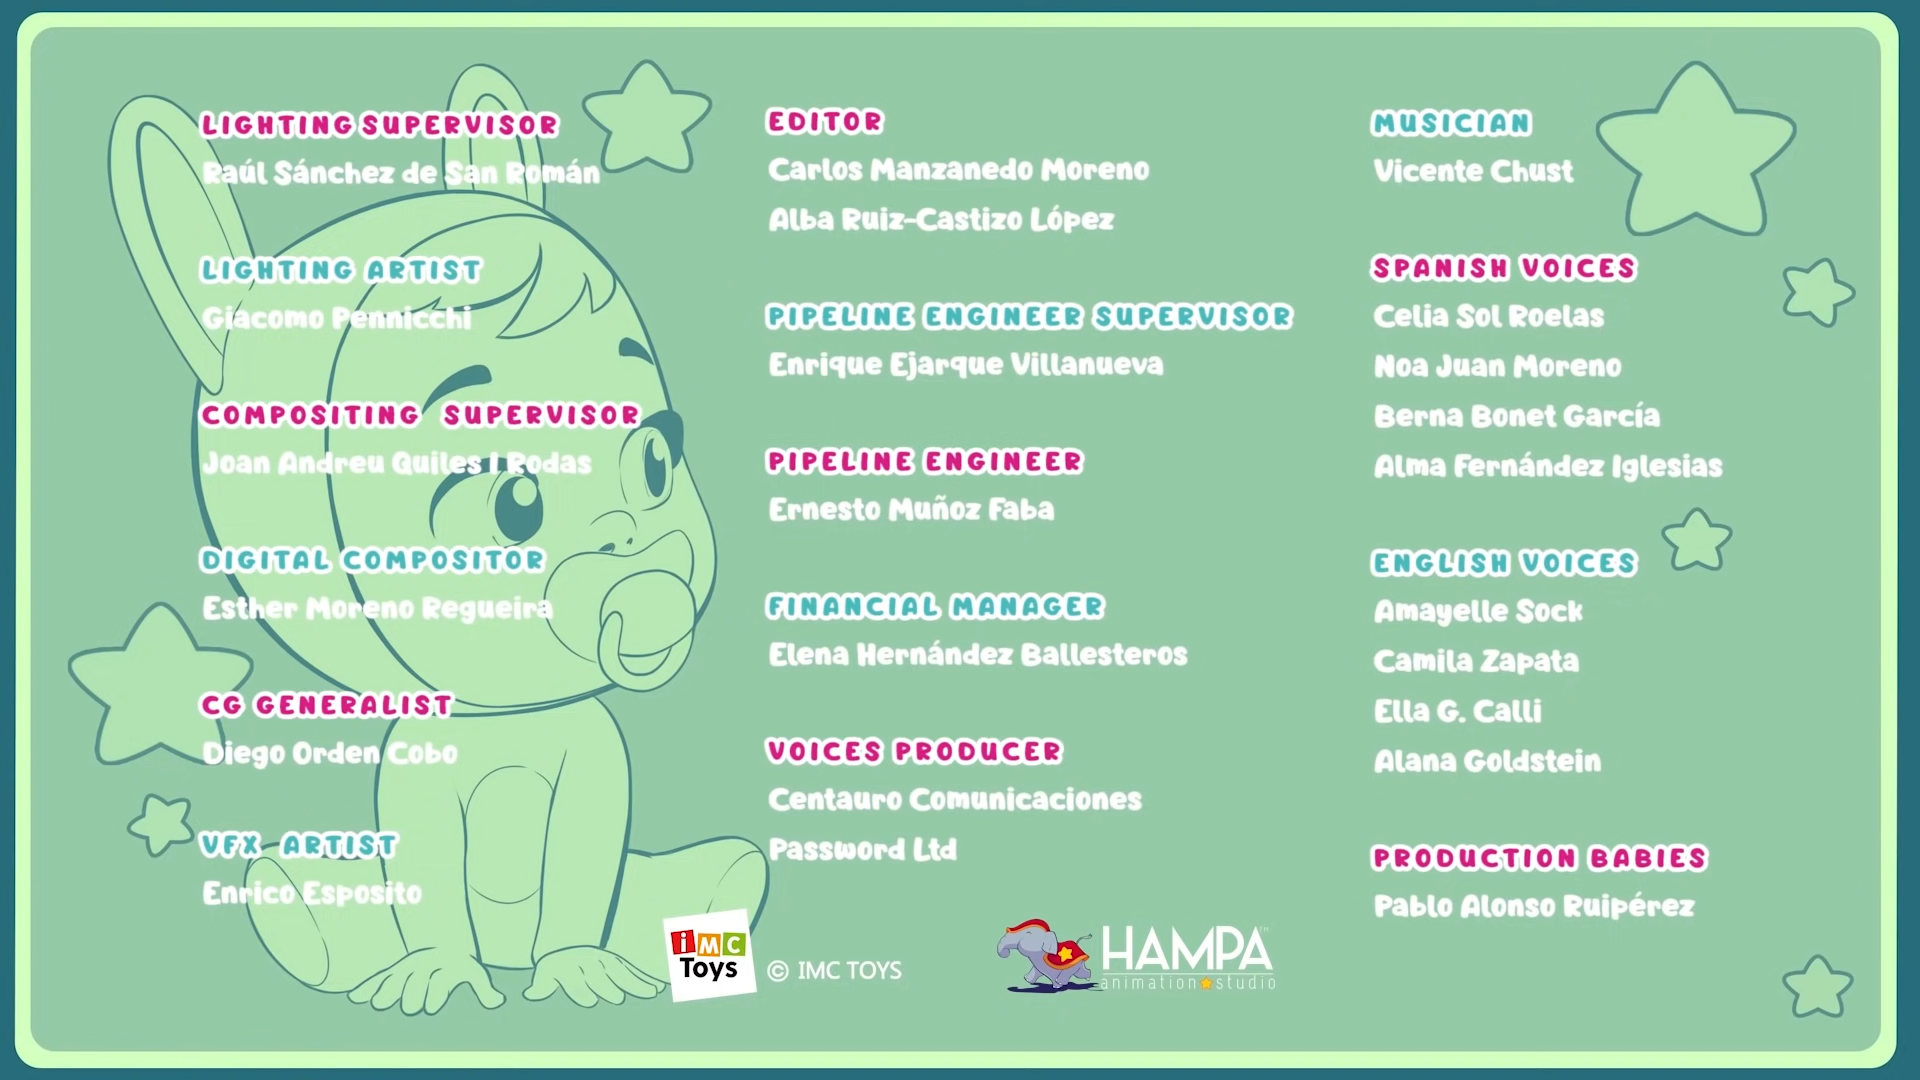 LIGHTING SUPERVISOR
Raúl Sánchez de San Román
LIGHTING ARTIST
Giacomo Pennicchi
COMPOSITING SUPERVISOR
Joan Andreu Quiles I Rodas
DIGITAL COMPOSITOR
Esther Moreno Regueira
CG GENERALIST
Diego Orden Cobo
VFX ARTIST
Enrico Esposito
EDITOR
Carlos Manzanedo Moreno
Alba Ruiz-Castizo López
PIPELINE ENGINEER SUPERVISOR
Enrique Ejarque Villanueva
PIPELINE ENGINEER
Ernesto Muñoz Faba
FINANCIAL MANAGER
Elena Hernández Ballesteros
VOICES PRODUCER
Centauro Comunicaciones
Password Ltd
MUSICIAN
Vicente Chust
SPANISH VOICES
Celia Sol Roelas
Noa Juan Moreno
Berna Bonet García
Alma Fernández Iglesias
ENGLISH VOICES
Amayelle Sock
Camila Zapata
Ella G. Calli
Alana Goldstein
PRODUCTION BABIES
Pablo Alonso Ruipérez
iMC
Toys
© IMC TOYS
HAMPA™
animation studio